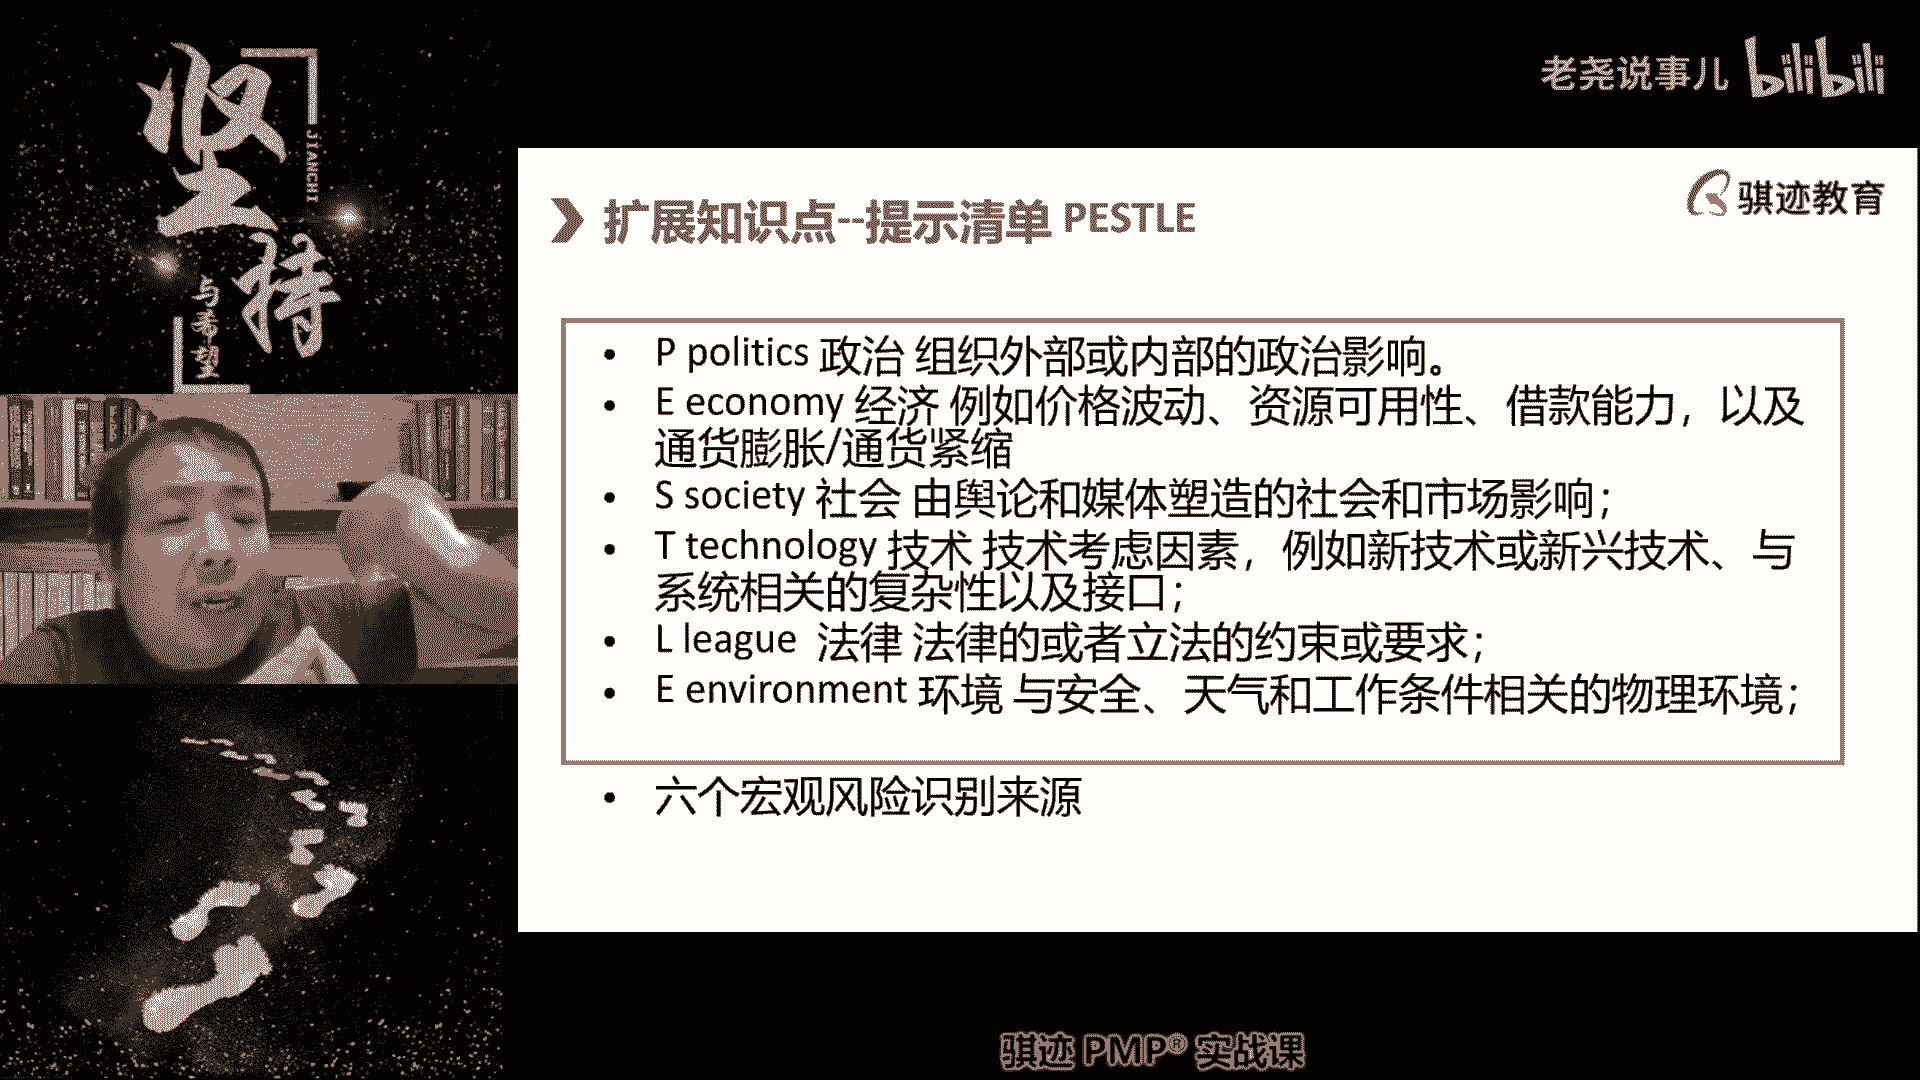 坚持
JIANCHI
与希望
老尧说事儿 bilibili
骐迹教育
扩展知识点--提示清单 PESTLE
• P politics 政治 组织外部或内部的政治影响。
• E economy 经济 例如价格波动、资源可用性、借款能力，以及
通货膨胀/通货紧缩
• S society 社会 由舆论和媒体塑造的社会和市场影响；
• T technology 技术 技术考虑因素，例如新技术或新兴技术、与
系统相关的复杂性以及接口；
• L league 法律 法律的或者立法的约束或要求；
• E environment 环境 与安全、天气和工作条件相关的物理环境；
• 六个宏观风险识别来源
骐迹 PMP® 实战课